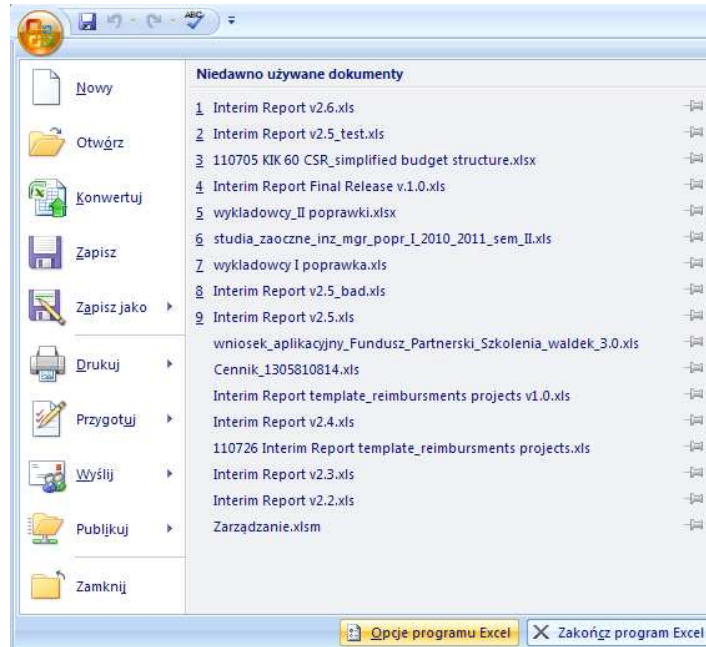 ABC
Nowy
Otwórz
Konwertuj
Zapisz
Zapisz jako
Drukuj
Przygotuj
Wyślij
Publikuj
Zamknij
Niedawno używane dokumenty
1 Interim Report v2.6.xls
2 Interim Report v2.5_test.xls
3 110705 KIK 60 CSR_simplified budget structure.xlsx
4 Interim Report Final Release v.1.0.xls
5 wykladowcy_II poprawki.xlsx
6 studia_zaoczne_inz_mgr_popr_I_2010_2011_sem_II.xls
7 wykladowcy I poprawka.xls
8 Interim Report v2.5_bad.xls
9 Interim Report v2.5.xls
wniosek_aplikacyjny_Fundusz_Partnerski_Szkolenia_waldek_3.0.xls
Cennik_1305810814.xls
Interim Report template_reimbursments projects v1.0.xls
Interim Report v2.4.xls
110726 Interim Report template_reimbursments projects.xls
Interim Report v2.3.xls
Interim Report v2.2.xls
Zarządzanie.xlsm
Opcje programu Excel
Zakończ program Excel